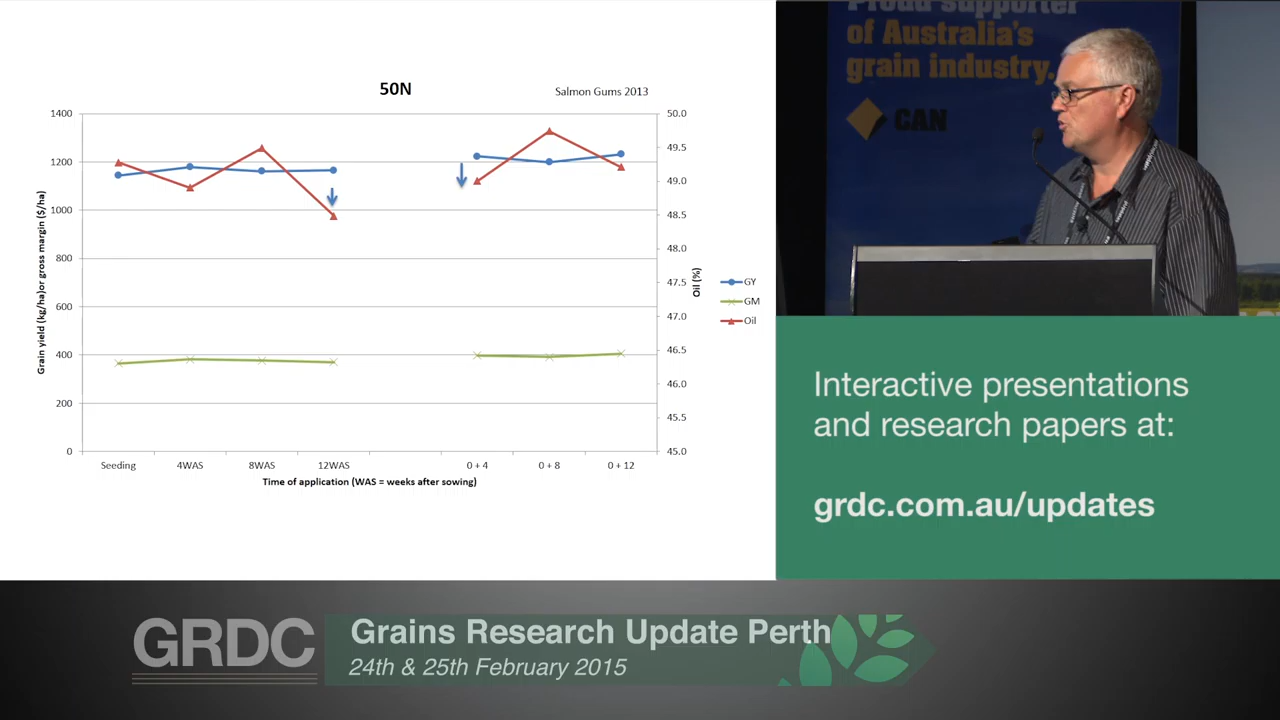 50N
Salmon Gums 2013
Grain yield (kg/ha)or gross margin ($/ha)
1400
1200
1000
800
600
400
200
0
50.0
49.5
49.0
48.5
48.0
47.5
47.0
46.5
46.0
45.5
45.0
Oil (%)
GY
GM
Oil
Seeding
4WAS
8WAS
12WAS
0 + 4
0 + 8
0 + 12
Time of application (WAS = weeks after sowing)
Proud supporter
of Australia's
grain industry.
CAN
Interactive presentations
and research papers at:
grdc.com.au/updates
GRDC
Grains Research Update Perth
24th & 25th February 2015